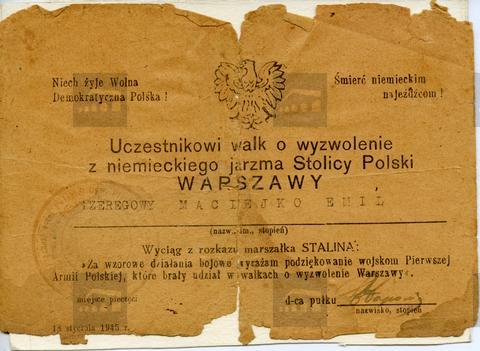 Niech żyje Wolna
Demokratyczna Polska !
Śmierć niemieckim
najeźdźcom !
Uczestnikowi walk o wyzwolenie
z niemieckiego jarzma Stolicy Polski
WARSZAWY
SZEREGOWY MACIEJKO EMIL
(nazw., im., stopień)
Wyciąg z rozkazu marszałka STALINA:
»Za wzorowe działania bojowe wyrażam podziękowanie wojskom Pierwszej
Armii Polskiej, które brały udział w walkach o wyzwolenie Warszawy«.
miejsce pieczęci
d-ca pułku
nazwisko, stopień
18 stycznia 1945 r.